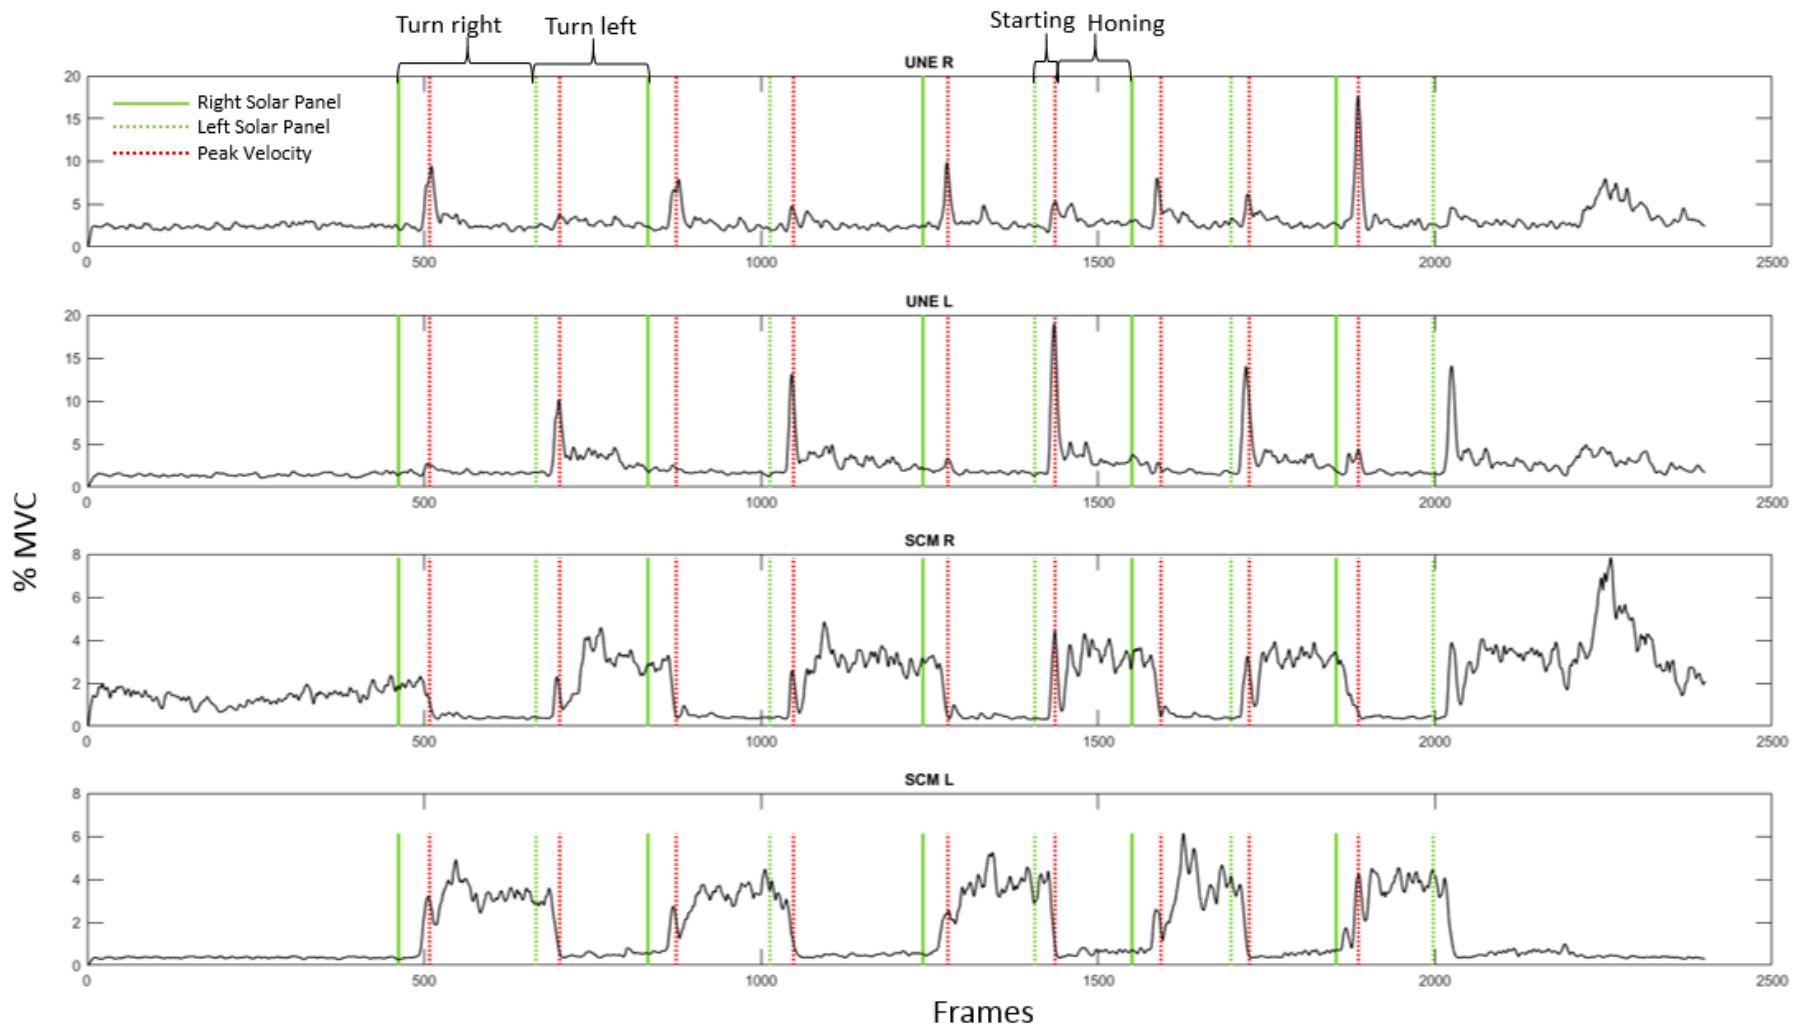 Turn right
Turn left
Starting
Honing
UNE R
20
15
10
5
0
Right Solar Panel
Left Solar Panel
Peak Velocity
0 500 1000 1500 2000 2500
UNE L
20
15
10
5
0
0 500 1000 1500 2000 2500
% MVC
SCM R
8
6
4
2
0
0 500 1000 1500 2000 2500
SCM L
8
6
4
2
0
0 500 1000 1500 2000 2500
Frames